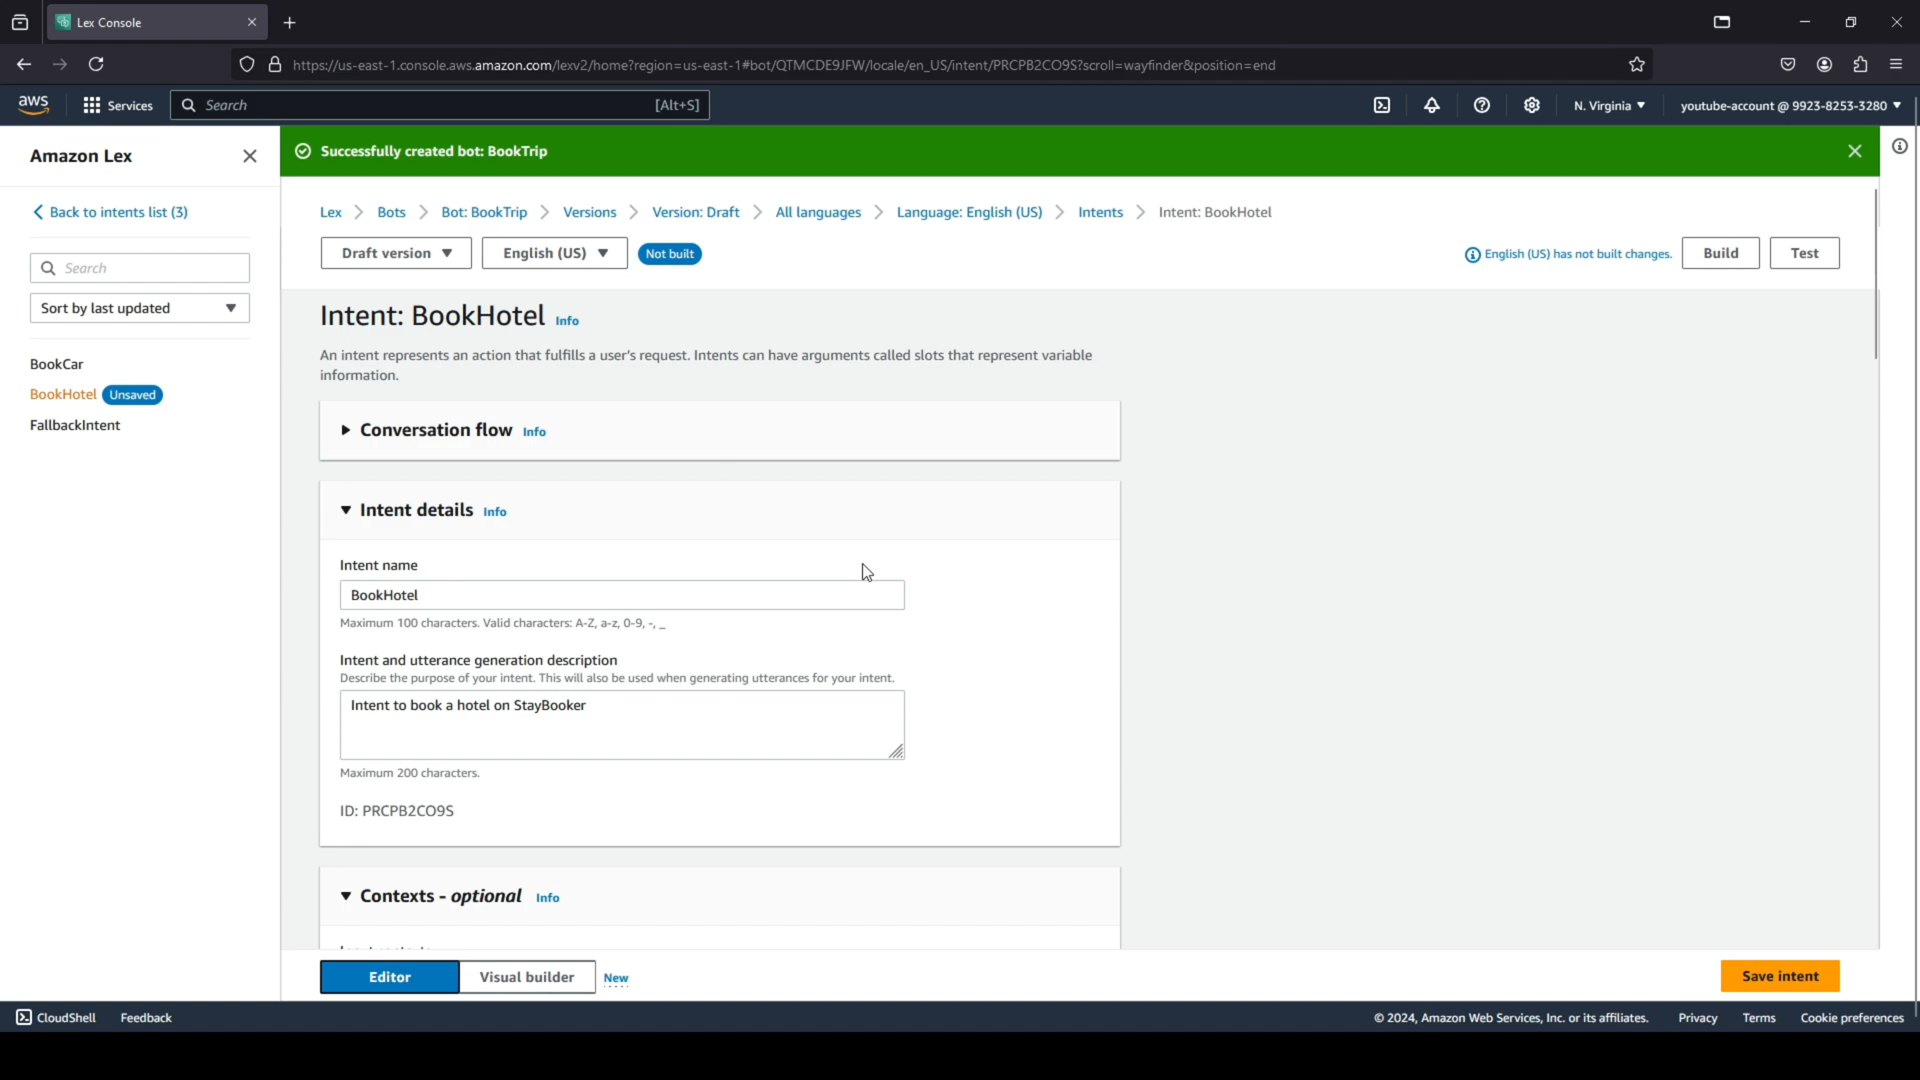 Lex Console
https://us-east-1.console.aws.amazon.com/lexv2/home?region=us-east-1#bot/QTMCDE9JFW/locale/en_US/intent/PRCPB2CO9S?scroll=wayfinder&position=end
aws Services Search [Alt+S] N. Virginia youtube-account @ 9923-8253-3280
Amazon Lex
Successfully created bot: BookTrip
Back to intents list (3)
Search
Sort by last updated
BookCar
BookHotel Unsaved
FallbackIntent
Lex Bots Bot: BookTrip Versions Version: Draft All languages Language: English (US) Intents Intent: BookHotel
Draft version English (US) Not built English (US) has not built changes. Build Test
Intent: BookHotel Info
An intent represents an action that fulfills a user's request. Intents can have arguments called slots that represent variable
information.
Conversation flow Info
Intent details Info
Intent name
BookHotel
Maximum 100 characters. Valid characters: A-Z, a-z, 0-9, -, _
Intent and utterance generation description
Describe the purpose of your intent. This will also be used when generating utterances for your intent.
Intent to book a hotel on StayBooker
Maximum 200 characters.
ID: PRCPB2CO9S
Contexts - optional Info
Editor Visual builder New Save intent
CloudShell Feedback © 2024, Amazon Web Services, Inc. or its affiliates. Privacy Terms Cookie preferences